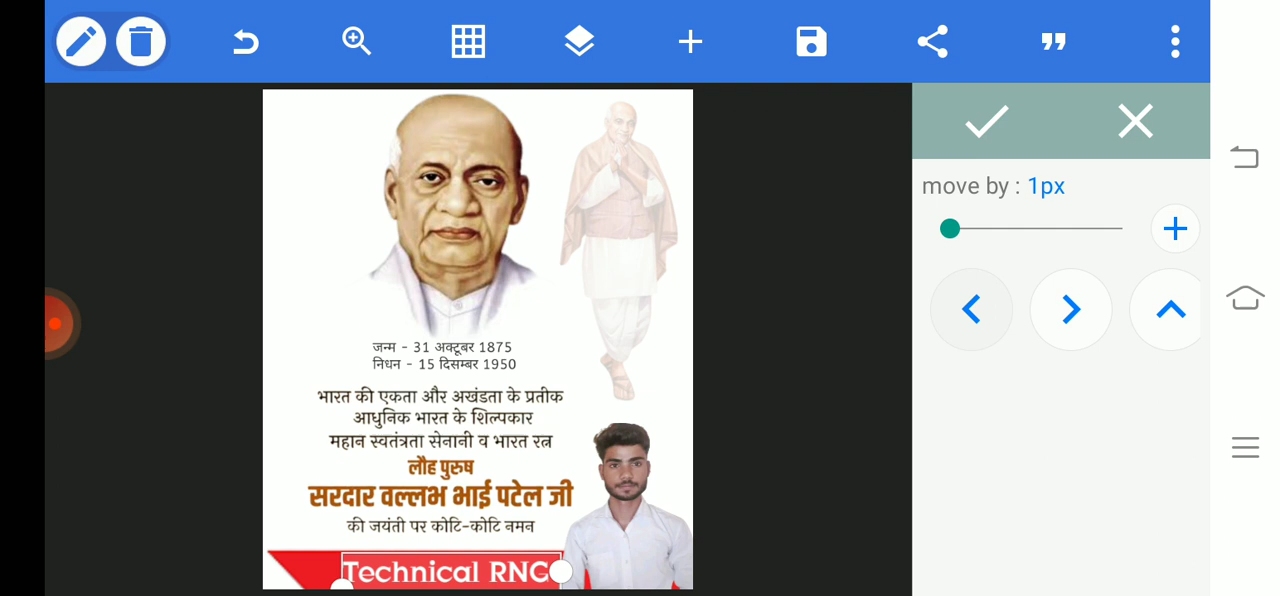 move by : 1px
जन्म - 31 अक्टूबर 1875
निधन - 15 दिसम्बर 1950
भारत की एकता और अखंडता के प्रतीक
आधुनिक भारत के शिल्पकार
महान स्वतंत्रता सेनानी व भारत रत्न
लौह पुरुष
सरदार वल्लभ भाई पटेल जी
की जयंती पर कोटि-कोटि नमन
Technical RNG